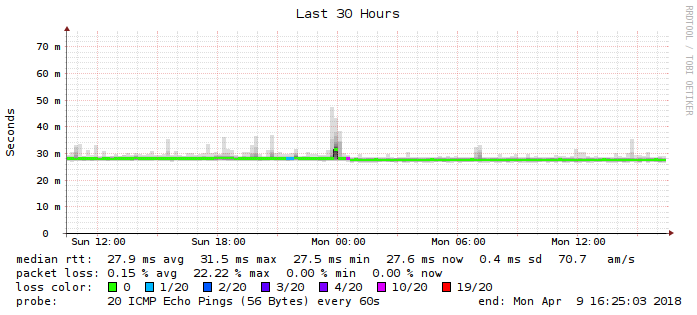 Last 30 Hours
RRDTOOL / TOBI OETIKER
Seconds
70 m
60 m
50 m
40 m
30 m
20 m
10 m
0
Sun 12:00 Sun 18:00 Mon 00:00 Mon 06:00 Mon 12:00
median rtt: 27.9 ms avg 31.5 ms max 27.5 ms min 27.6 ms now 0.4 ms sd 70.7 am/s
packet loss: 0.15 % avg 22.22 % max 0.00 % min 0.00 % now
loss color: 0 1/20 2/20 3/20 4/20 10/20 19/20
probe: 20 ICMP Echo Pings (56 Bytes) every 60s end: Mon Apr 9 16:25:03 2018